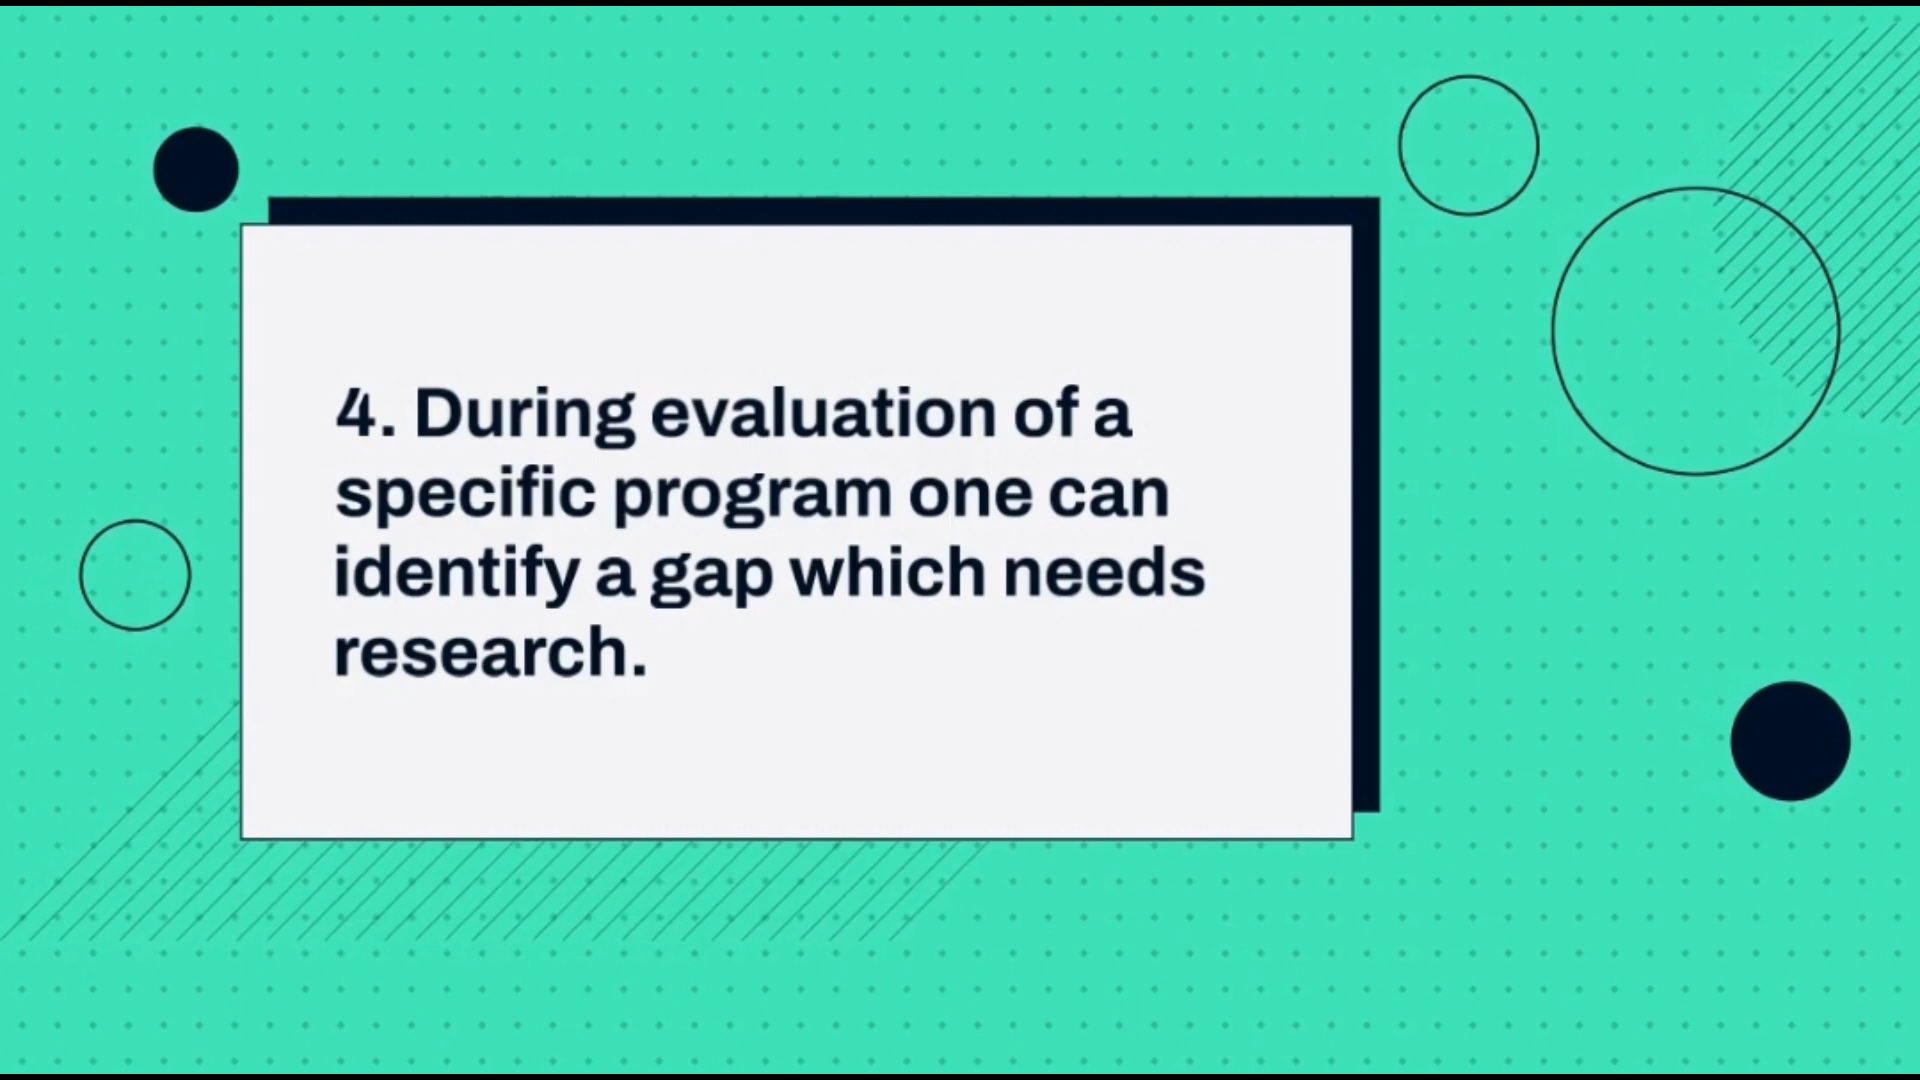 4. During evaluation of a
specific program one can
identify a gap which needs
research.